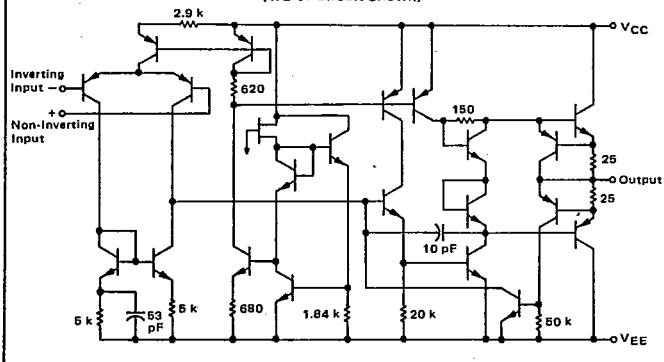 2.9 k
VCC
Inverting
Input –
+
Non-Inverting
Input
620
150
25
Output
25
10 pF
5 k
53
pF
5 k
680
1.84 k
20 k
50 k
VEE